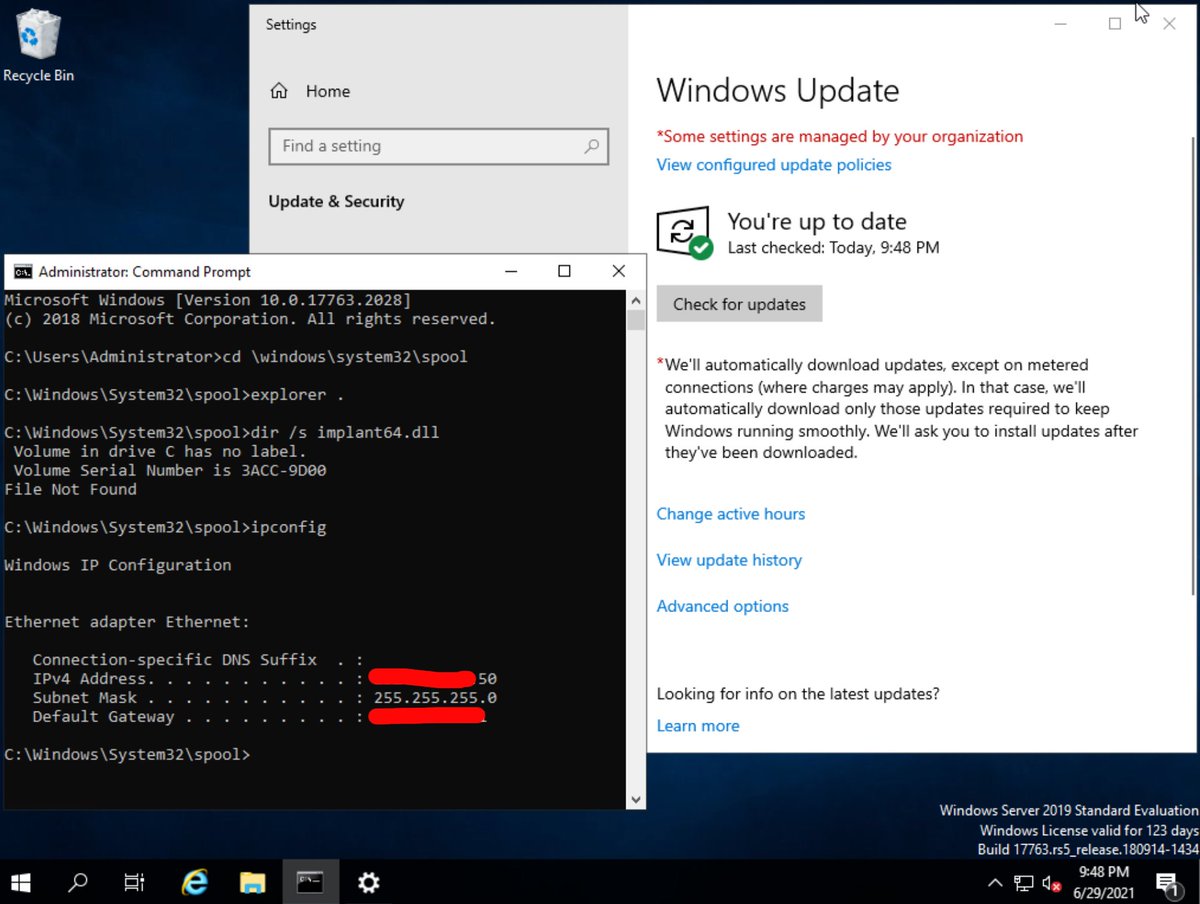 Recycle Bin
Settings
Home
Find a setting
Update & Security
Windows Update
*Some settings are managed by your organization
View configured update policies
You're up to date
Last checked: Today, 9:48 PM
Check for updates
*We'll automatically download updates, except on metered
connections (where charges may apply). In that case, we'll
automatically download only those updates required to keep
Windows running smoothly. We'll ask you to install updates after
they've been downloaded.
Change active hours
View update history
Advanced options
Looking for info on the latest updates?
Learn more
Administrator: Command Prompt
Microsoft Windows [Version 10.0.17763.2028]
(c) 2018 Microsoft Corporation. All rights reserved.
C:\Users\Administrator>cd \windows\system32\spool
C:\Windows\System32\spool>explorer .
C:\Windows\System32\spool>dir /s implant64.dll
Volume in drive C has no label.
Volume Serial Number is 3ACC-9D00
File Not Found
C:\Windows\System32\spool>ipconfig
Windows IP Configuration
Ethernet adapter Ethernet:
Connection-specific DNS Suffix . :
IPv4 Address. . . . . . . . . . . : 50
Subnet Mask . . . . . . . . . . . : 255.255.255.0
Default Gateway . . . . . . . . . :
C:\Windows\System32\spool>
Windows Server 2019 Standard Evaluation
Windows License valid for 123 days
Build 17763.rs5_release.180914-1434
9:48 PM
6/29/2021
1